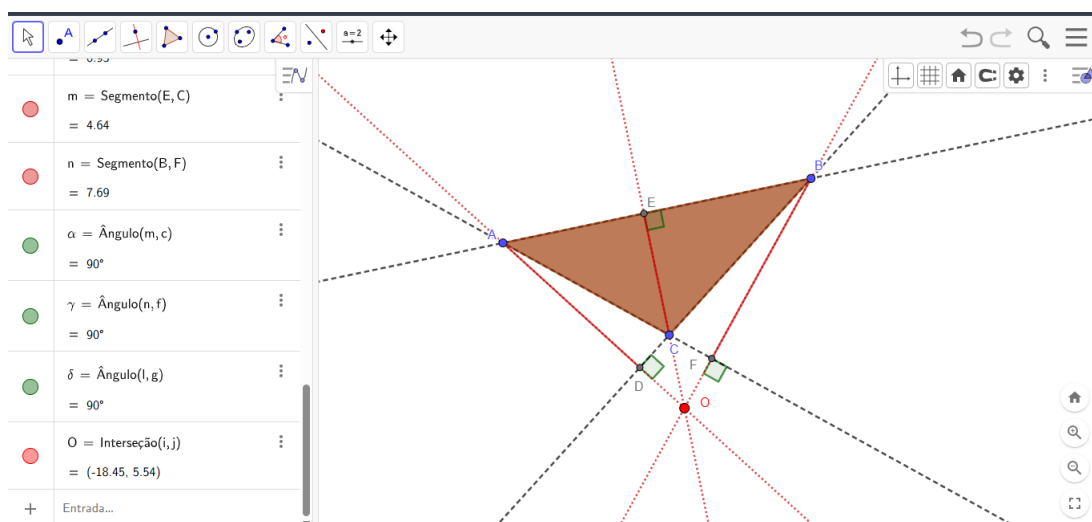 A
a=2
m = Segmento(E, C)
= 4.64
n = Segmento(B, F)
= 7.69
α = Ângulo(m, c)
= 90°
γ = Ângulo(n, f)
= 90°
δ = Ângulo(l, g)
= 90°
O = Interseção(i, j)
= (-18.45, 5.54)
Entrada...
B
E
A
C
F
D
O